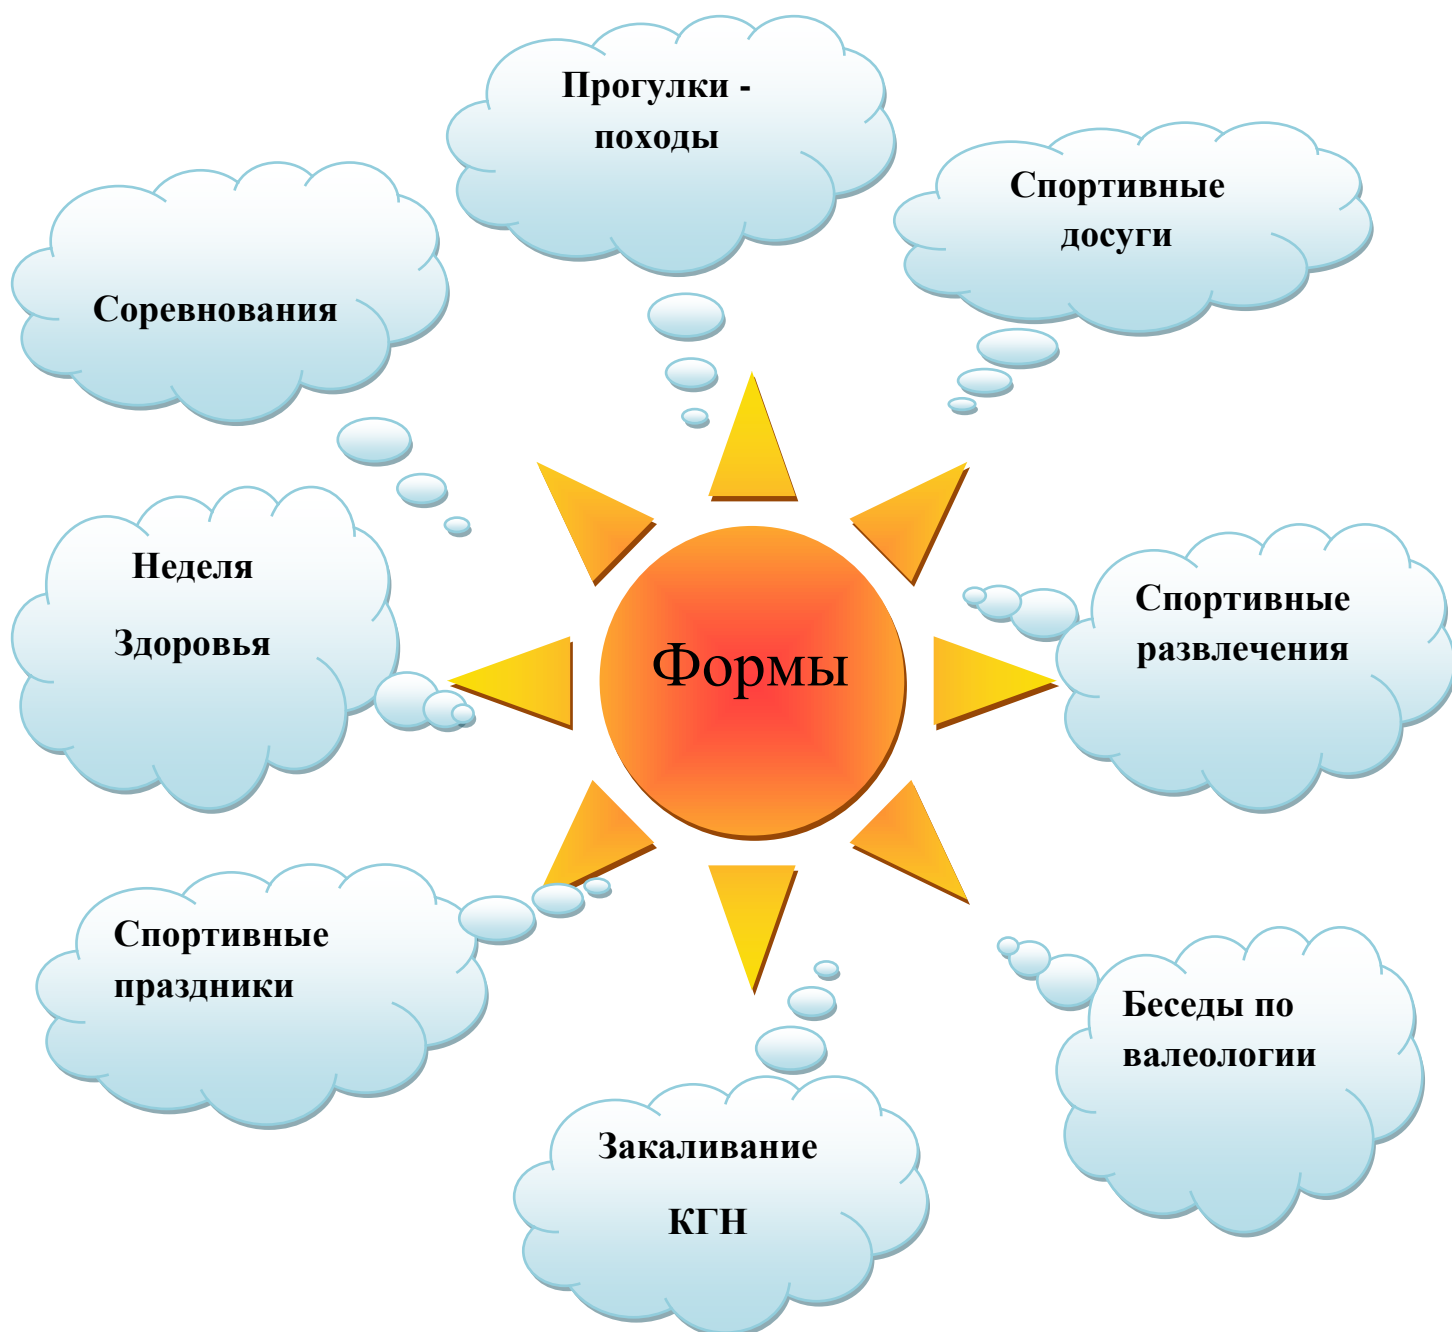 Прогулки -
походы
Спортивные
досуги
Соревнования
Неделя
Здоровья
Формы
Спортивные
развлечения
Спортивные
праздники
Беседы по
валеологии
Закаливание
КГН